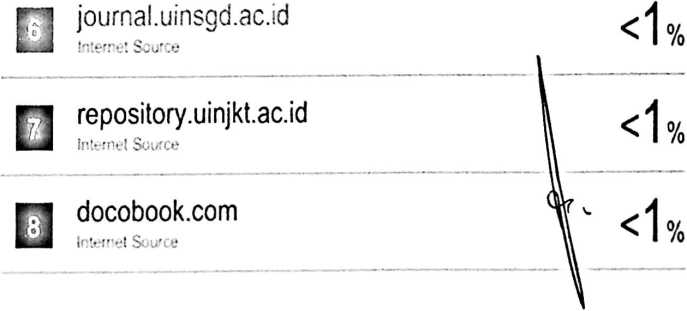 6 journal.uinsgd.ac.id <1%
Internet Source
7 repository.uinjkt.ac.id <1%
Internet Source
8 docobook.com <1%
Internet Source